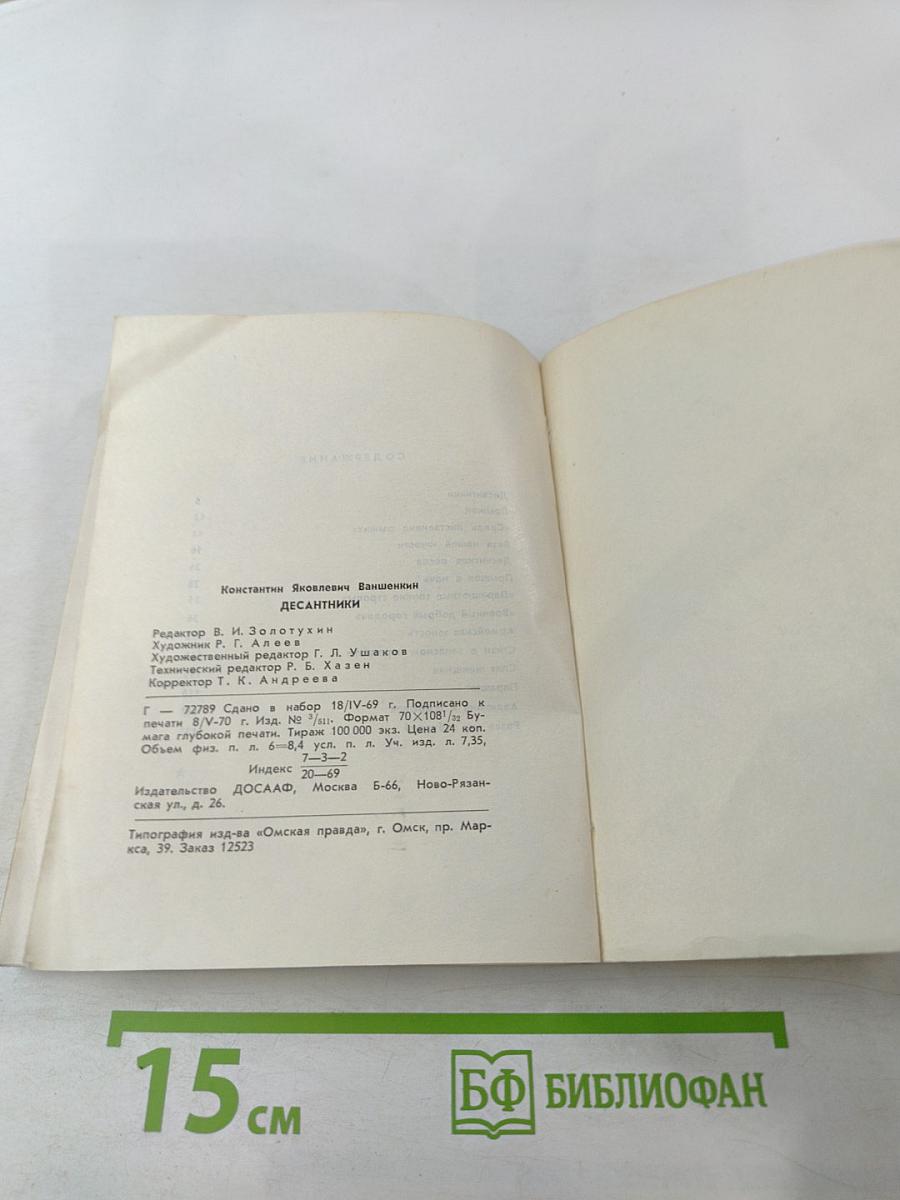 Константин Яковлевич Ваншенкин
ДЕСАНТНИКИ
Редактор В. И. Золотухин
Художник Р. Г. Алеев
Художественный редактор Г. Л. Ушаков
Технический редактор Р. Б. Хазен
Корректор Т. К. Андреева
Г — 72789 Сдано в набор 18/IV-69 г. Подписано к
печати 8/V-70 г. Изд. № 3/511. Формат 70×108¹/₃₂ Бу-
мага глубокой печати. Тираж 100 000 экз. Цена 24 коп.
Объем физ. п. л. 6=8,4 усл. п. л. Уч. изд. л. 7,35,
Индекс 7—3—2
20—69
Издательство ДОСААФ, Москва Б-66, Ново-Рязан-
ская ул., д. 26.
Типография изд-ва «Омская правда», г. Омск, пр. Мар-
кса, 39. Заказ 12523
15 см
БФ БИБЛИОФАН